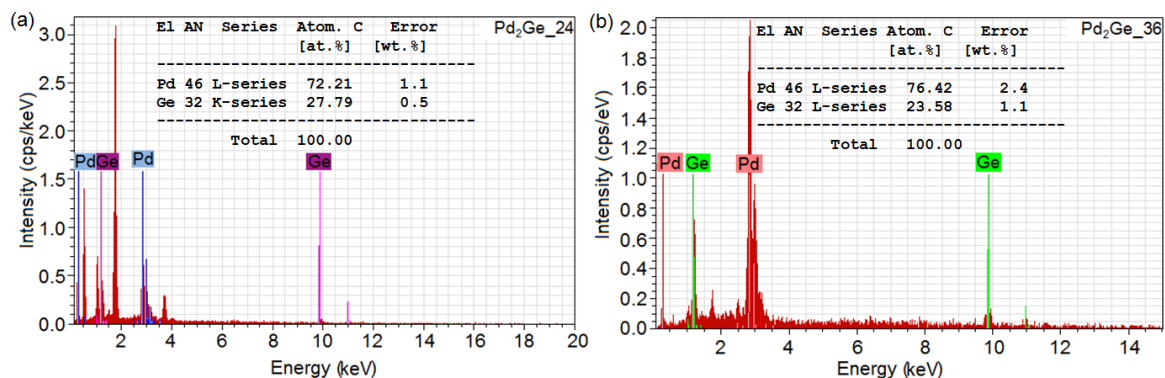 (a)
Pd₂Ge_24
El AN Series Atom. C Error
[at.%] [wt.%]
Pd 46 L-series 72.21 1.1
Ge 32 K-series 27.79 0.5
Total 100.00
Pd Ge Pd Ge
Intensity (cps/keV)
3.0
2.5
2.0
1.5
1.0
0.5
0.0
2 4 6 8 10 12 14 16 18 20
Energy (keV)
(b)
Pd₂Ge_36
El AN Series Atom. C Error
[at.%] [wt.%]
Pd 46 L-series 76.42 2.4
Ge 32 L-series 23.58 1.1
Total 100.00
Pd Ge Pd Ge
Intensity (cps/eV)
2.0
1.8
1.6
1.4
1.2
1.0
0.8
0.6
0.4
0.2
0.0
2 4 6 8 10 12 14
Energy (keV)